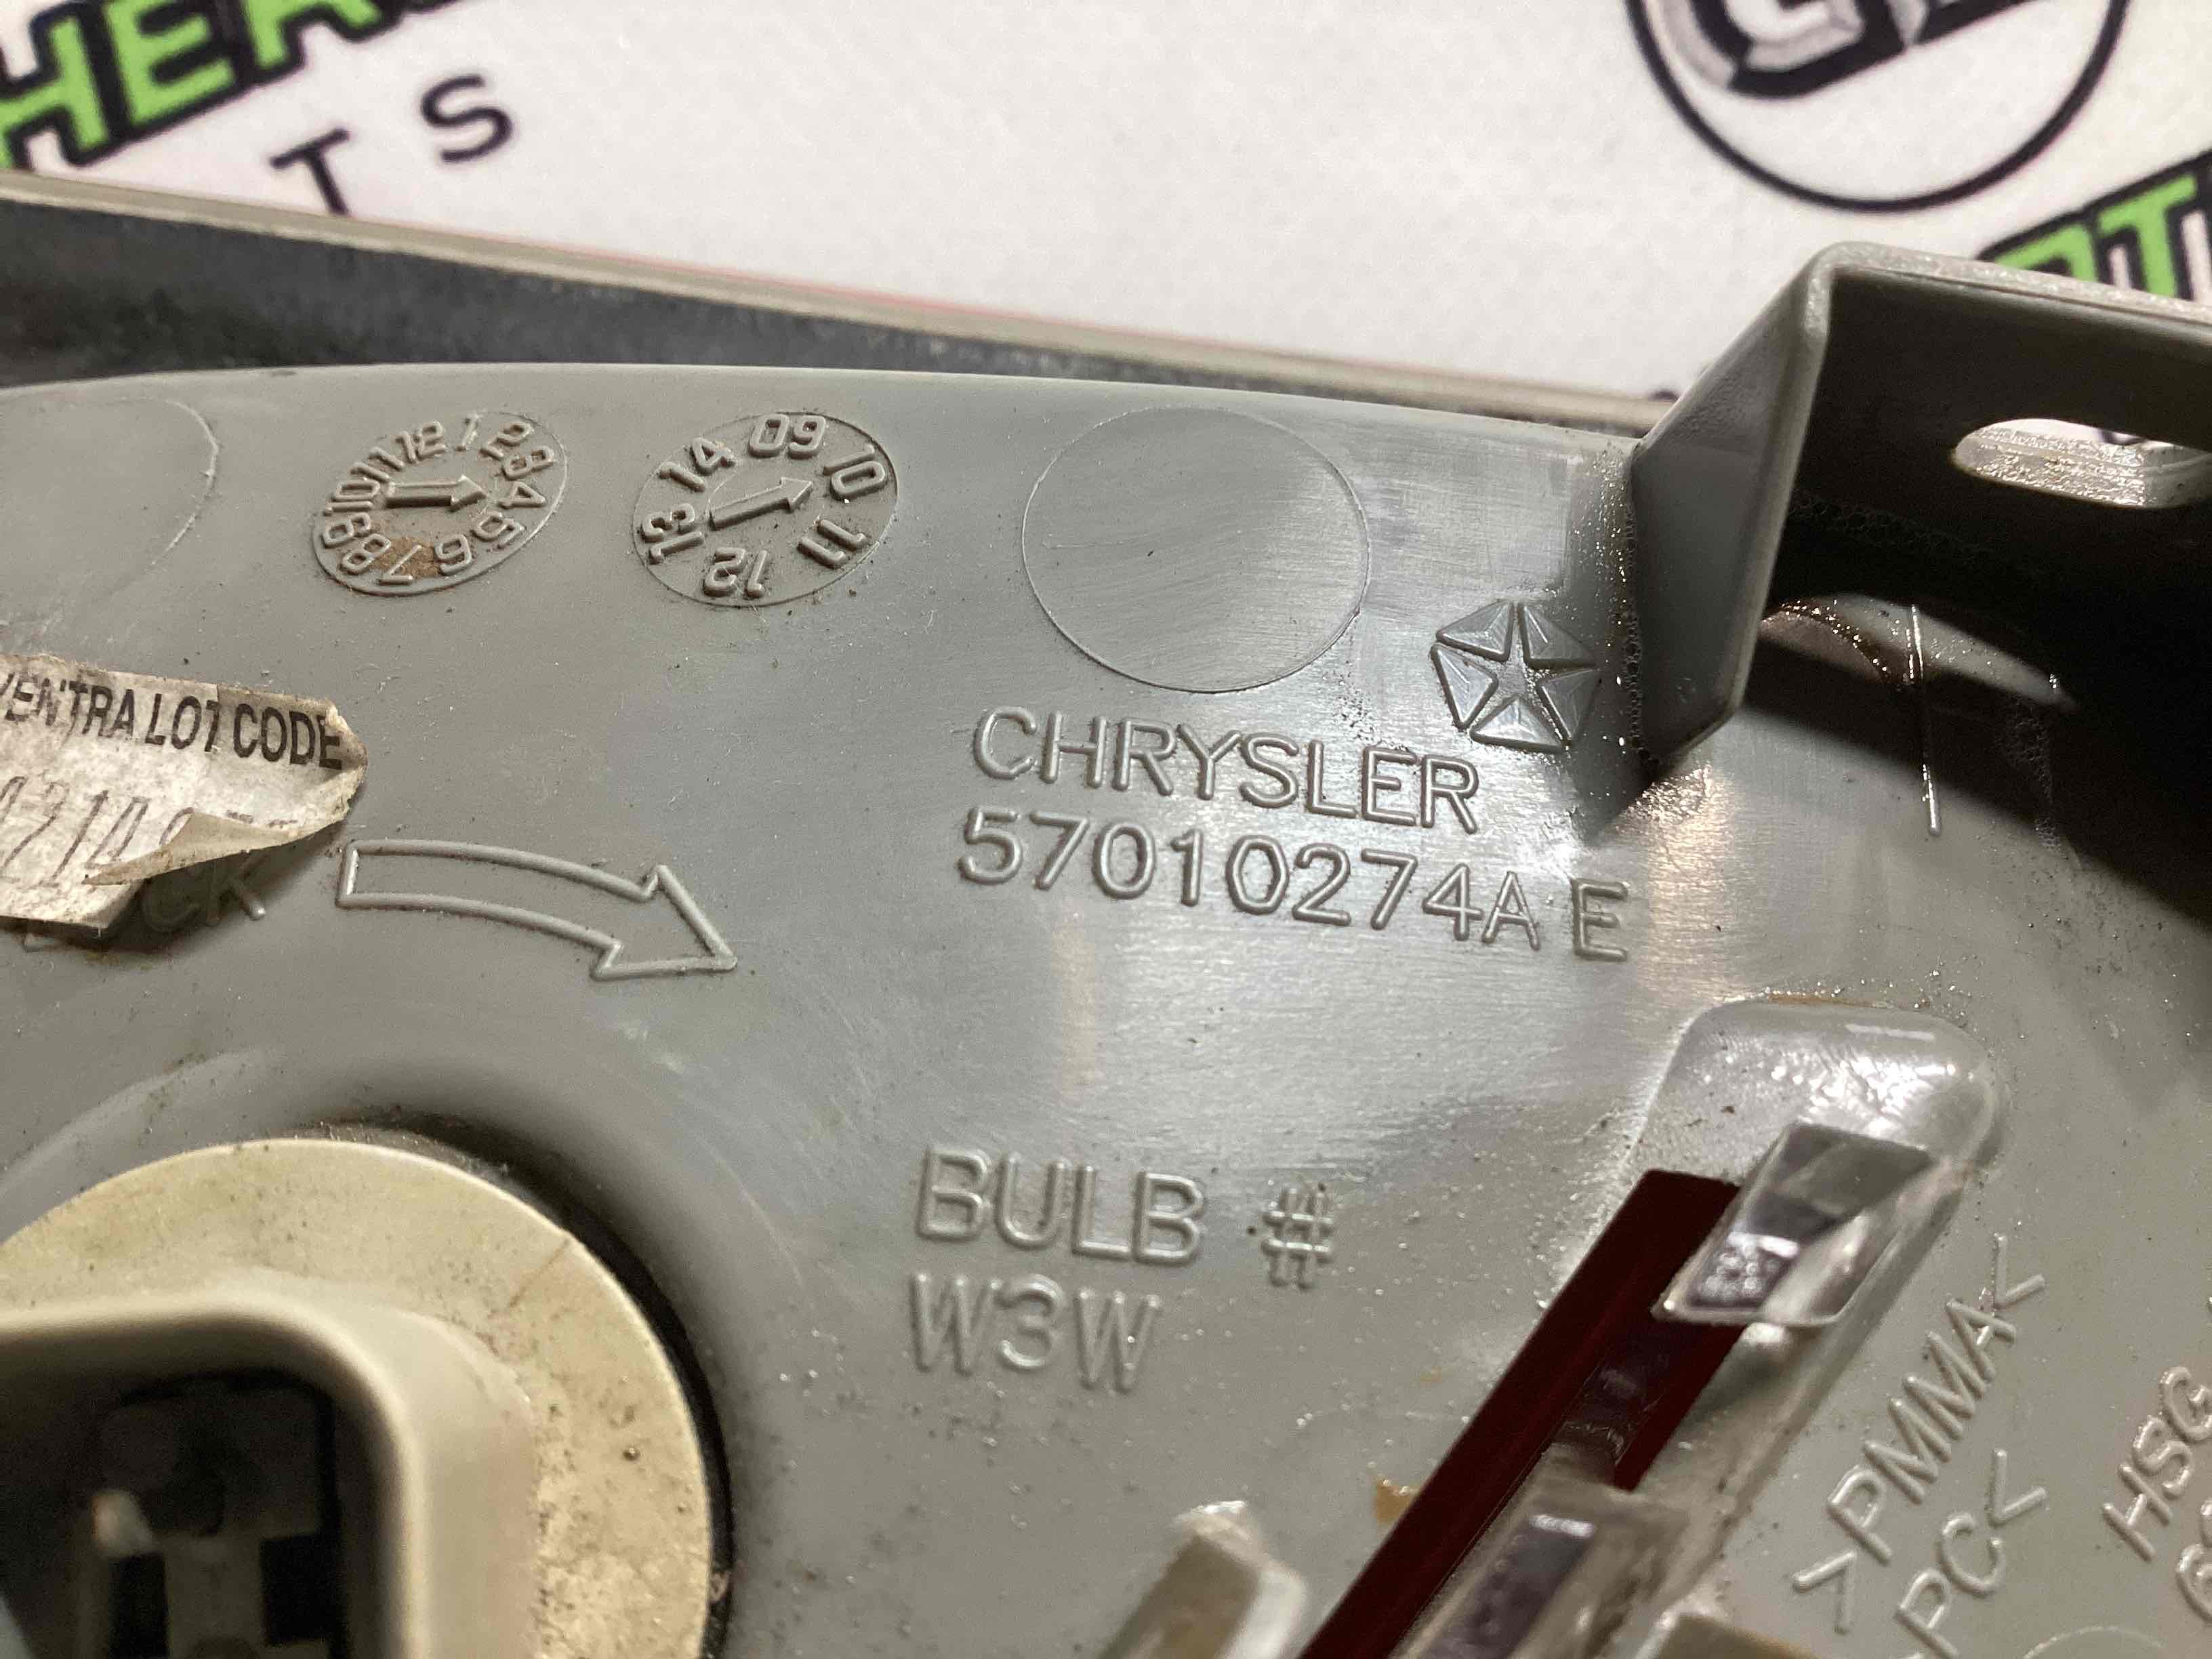 T S
12 1 2 3 4 5 6 7 8 9 10 11
09 10 11 12 13 14
VENTRA LOT CODE
CHRYSLER
57010274A E
BULB #
W3W
>PMMA<
PC<
HSG